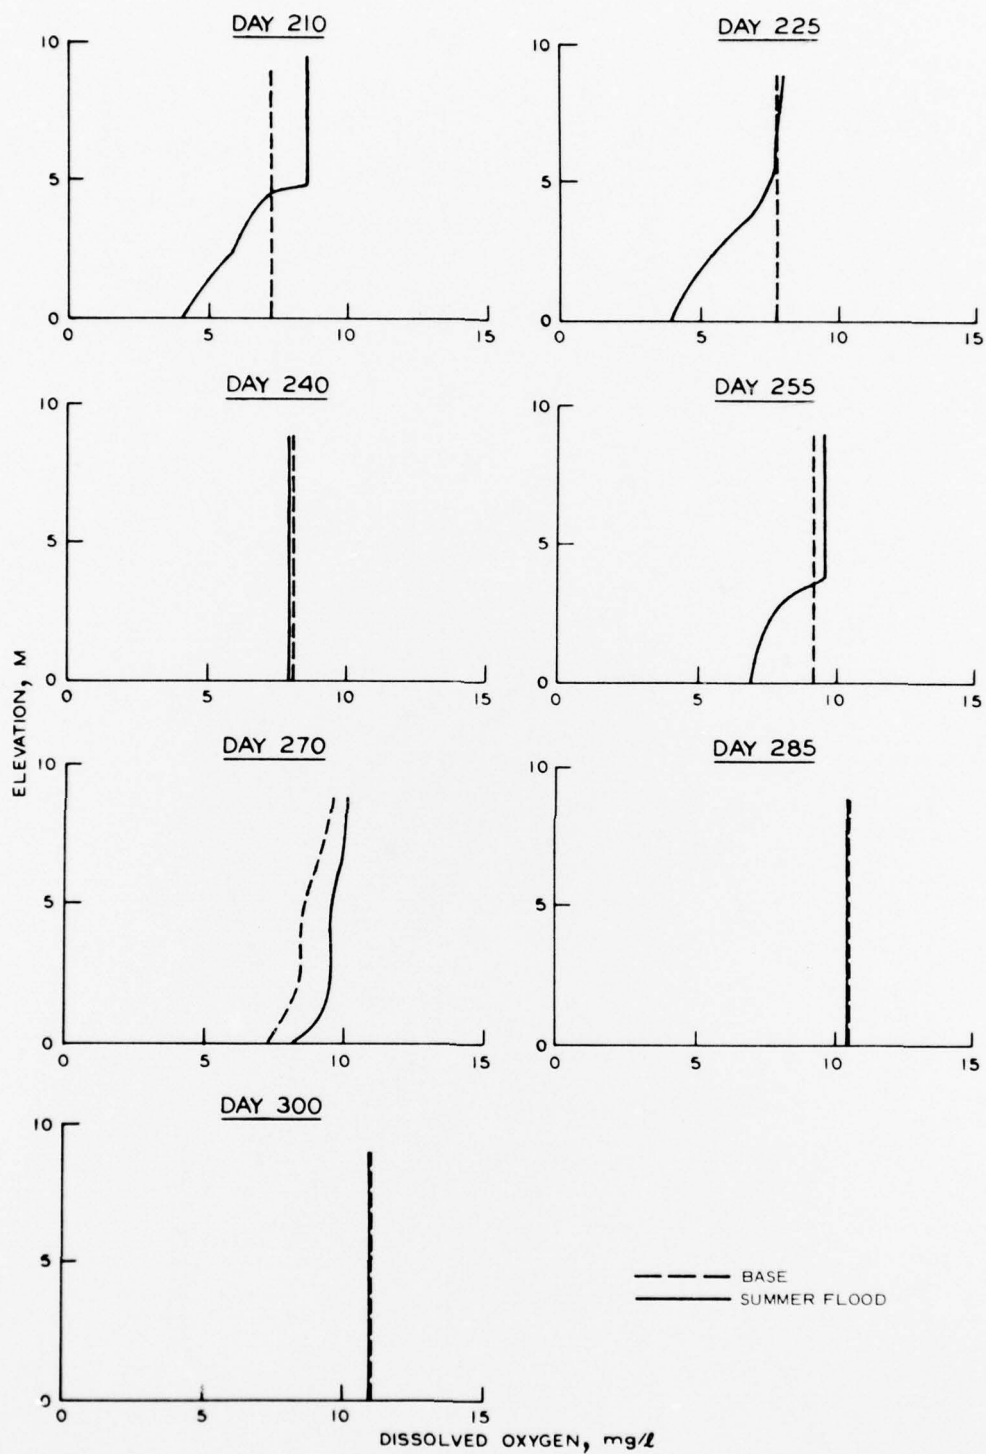 DAY 210
10
5
0
0 5 10 15
DAY 225
10
5
0
0 5 10 15
DAY 240
10
5
0
0 5 10 15
DAY 255
10
5
0
0 5 10 15
DAY 270
10
5
0
0 5 10 15
DAY 285
10
5
0
0 5 10 15
DAY 300
10
5
0
0 5 10 15
ELEVATION, M
BASE
SUMMER FLOOD
DISSOLVED OXYGEN, mg/l